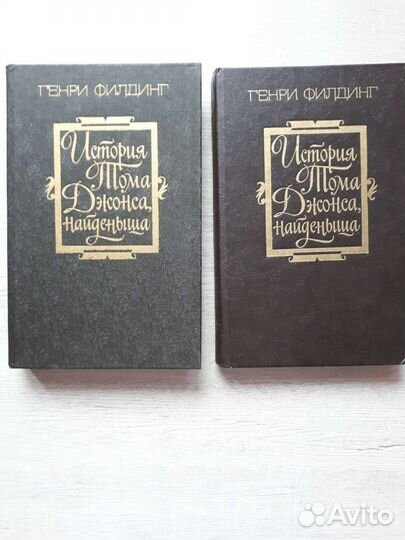 ГЕНРИ ФИЛДИНГ
История
Тома
Джонса,
найденыша
ГЕНРИ ФИЛДИНГ
История
Тома
Джонса,
найденыша
Avito